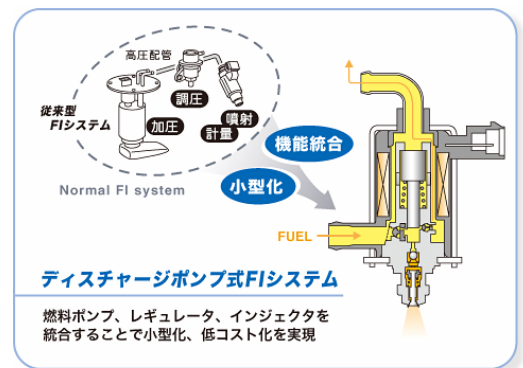 高圧配管
従来型
FIシステム
加圧
調圧
噴射
計量
Normal FI system
機能統合
小型化
FUEL
ディスチャージポンプ式FIシステム
燃料ポンプ、レギュレータ、インジェクタを
統合することで小型化、低コスト化を実現